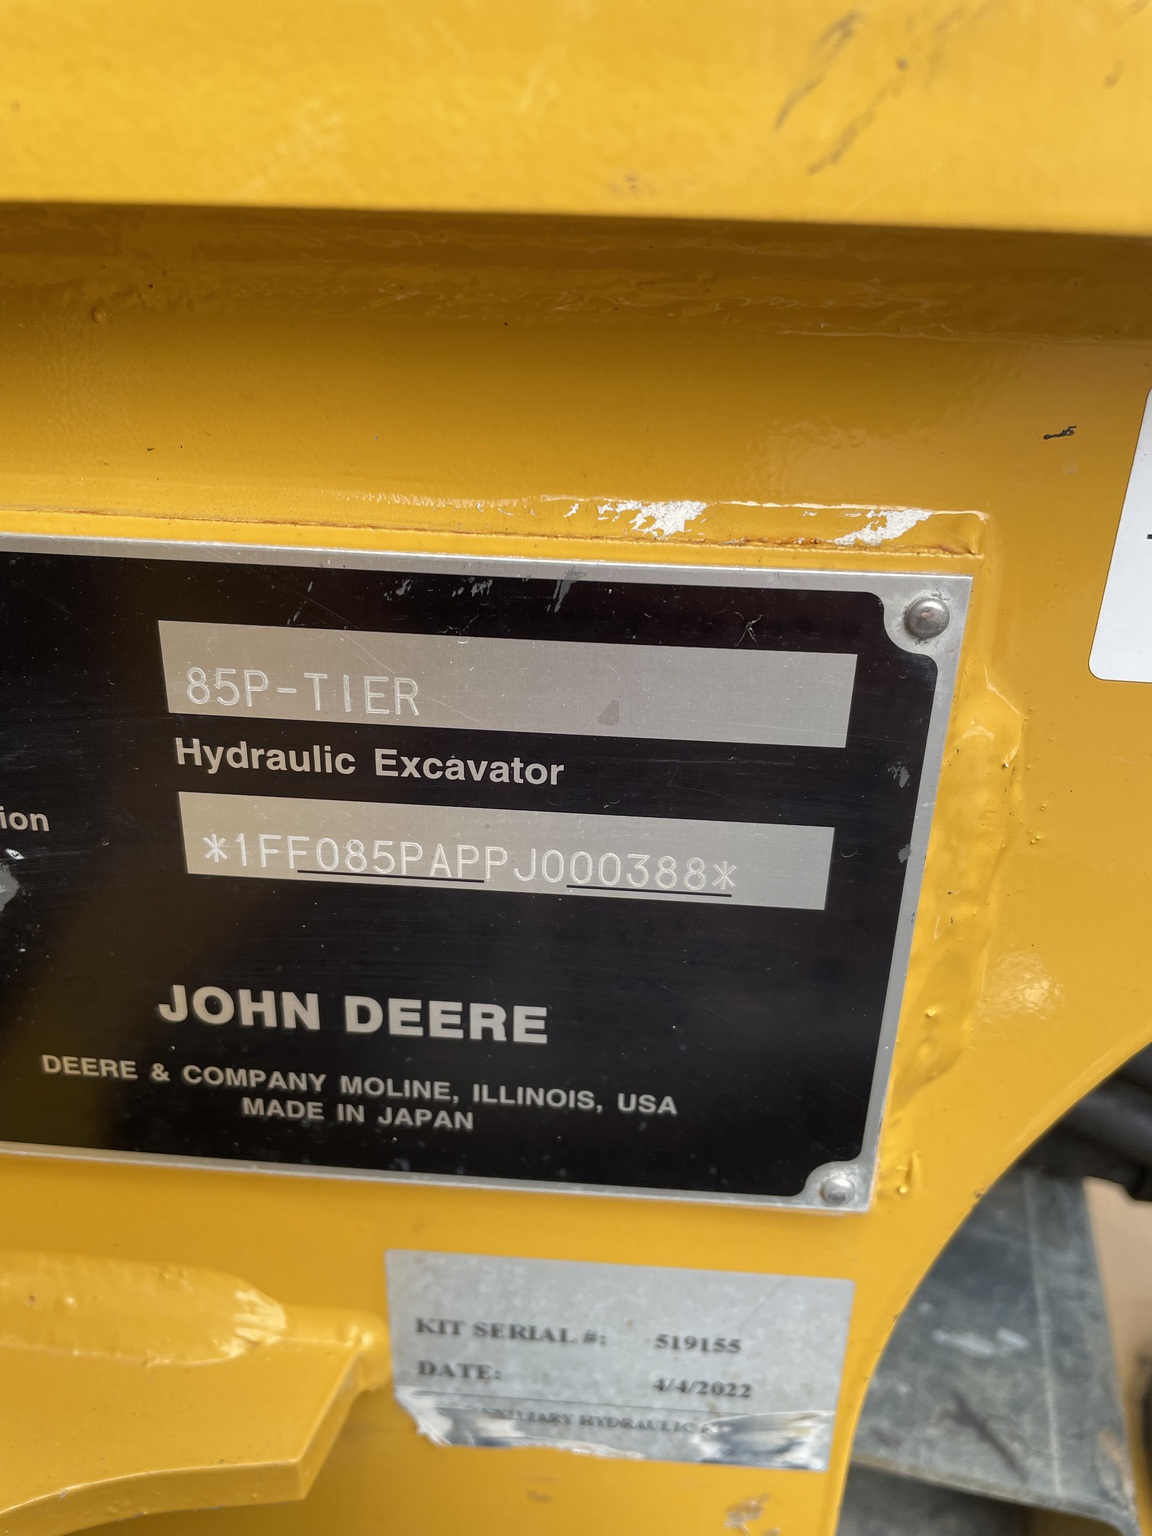 85P-TIER
Hydraulic Excavator
ion
*1FF085PAPPJ000388*
JOHN DEERE
DEERE & COMPANY MOLINE, ILLINOIS, USA
MADE IN JAPAN
KIT SERIAL #: 519155
DATE: 4/4/2022
HYDRAULIC